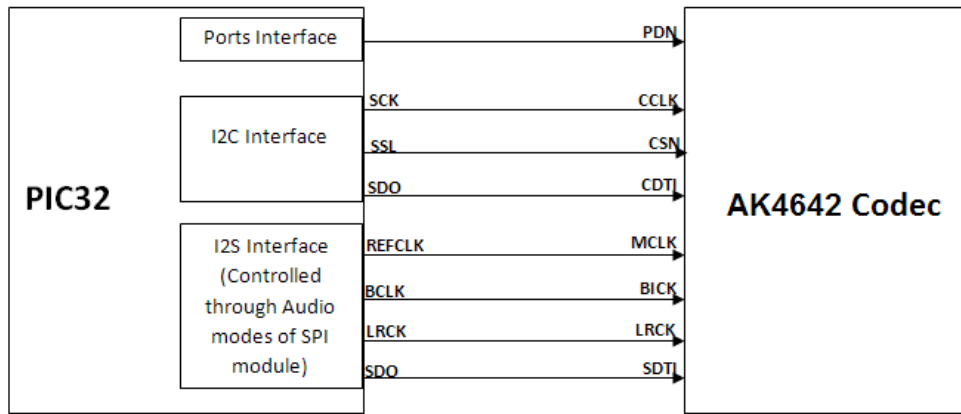 Ports Interface
PDN
SCK
CCLK
I2C Interface
SSL
CSN
SDO
CDTI
PIC32
AK4642 Codec
I2S Interface
(Controlled
through Audio
modes of SPI
module)
REFCLK
MCLK
BCLK
BICK
LRCK
LRCK
SDO
SDTI